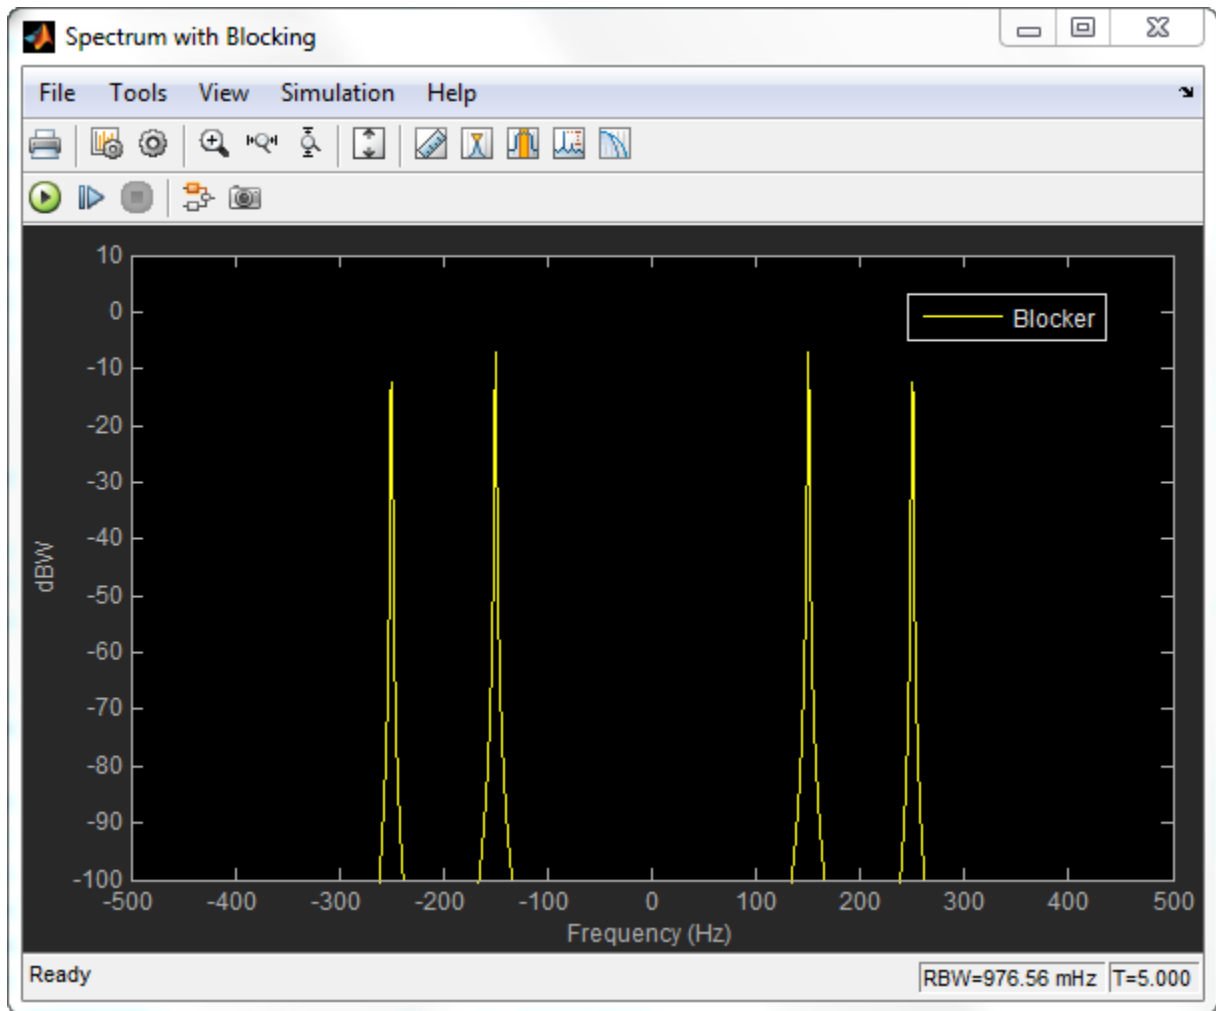 Spectrum with Blocking
File Tools View Simulation Help
10
0
-10
-20
-30
-40
-50
-60
-70
-80
-90
-100
dBW
Blocker
-500 -400 -300 -200 -100 0 100 200 300 400 500
Frequency (Hz)
Ready RBW=976.56 mHz T=5.000